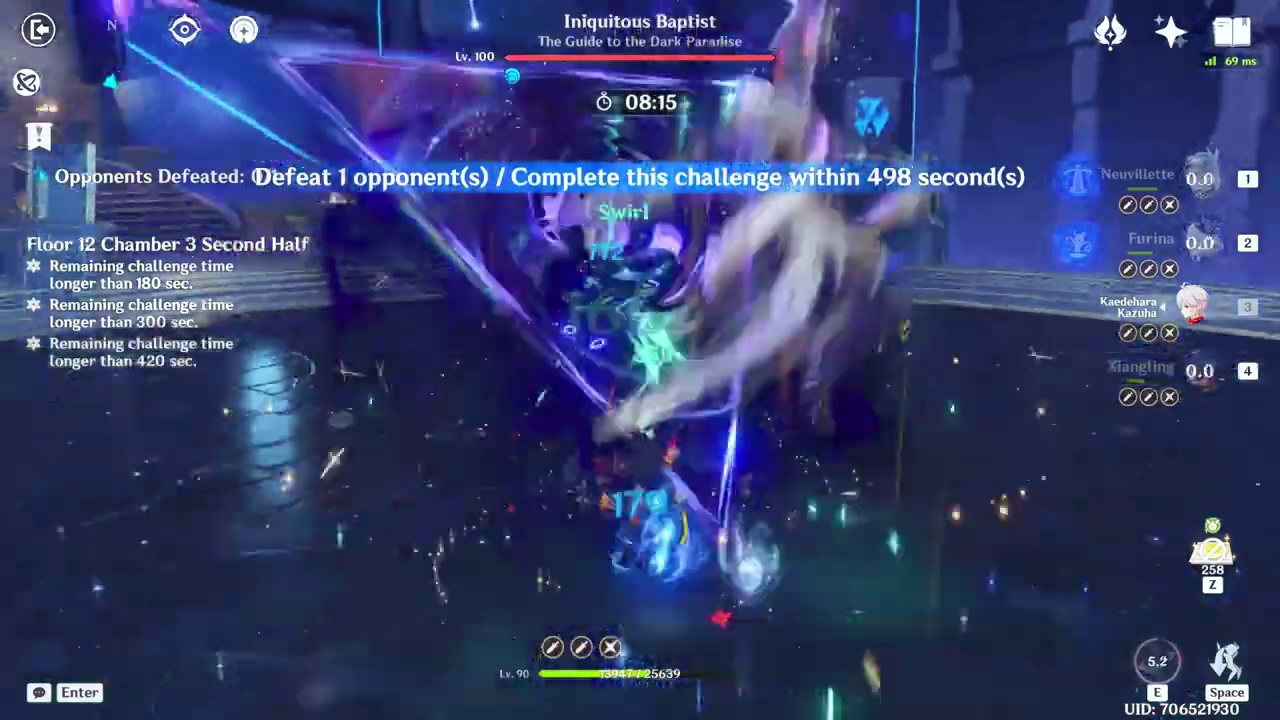 N
Iniquitous Baptist
The Guide to the Dark Paradise
Lv. 100
69 ms
08:15
Opponents Defeated:
Defeat 1 opponent(s) / Complete this challenge within 498 second(s)
Swirl
772
Neuvillette
0.0
1
Furina
0.0
2
Kaedehara
Kazuha
3
Xiangling
0.0
4
Floor 12 Chamber 3 Second Half
Remaining challenge time
longer than 180 sec.
Remaining challenge time
longer than 300 sec.
Remaining challenge time
longer than 420 sec.
179
258
Z
Lv. 90
13947 / 25639
5.2
E
Space
Enter
UID: 706521930